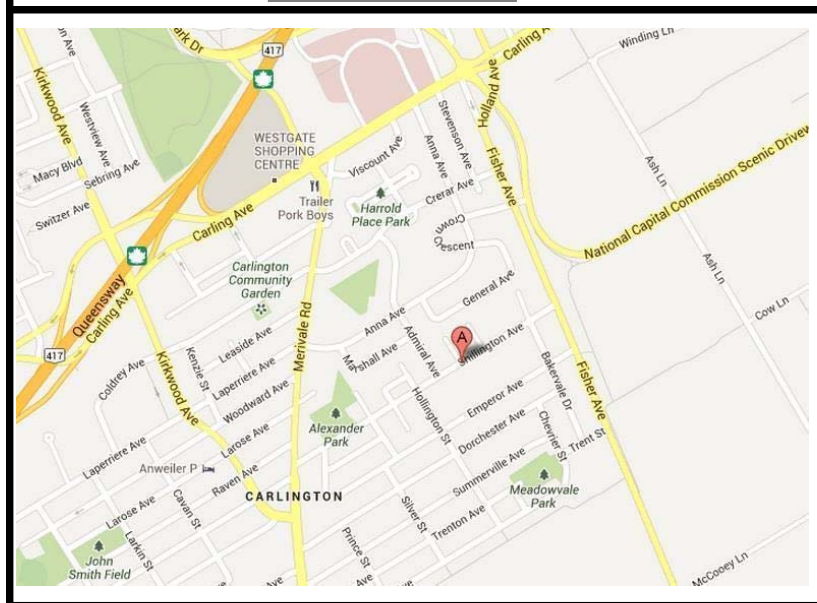 ark Dr
417
Carling A
Winding Ln
Kirkwood Ave
Westview Ave
Holland Ave
Stevenson Ave
Anna Ave
WESTGATE
SHOPPING
CENTRE
Viscount Ave
Macy Blvd
Sebring Ave
Fisher Ave
Ash Ln
National Capital Commission Scenic Drivew
Trailer
Pork Boys
Crerar Ave
Switzer Ave
Carling Ave
Harrold
Place Park
Crown
Crescent
Carlington
Community
Garden
General Ave
Ash Ln
Queensway
Carling Ave
Merivale Rd
Anna Ave
Cow Ln
417
Leaside Ave
Admiral Ave
A
Shillington Ave
Kenzie St
Marshall Ave
Coldrey Ave
Kirkwood Ave
Laperriere Ave
Woodward Ave
Bakervale Dr
Fisher Ave
Emperor Ave
Hollington St
Larose Ave
Alexander
Park
Dorchester Ave
Chevrier St
Trent St
Laperriere Ave
Anweiler P
Raven Ave
Summerville Ave
CARLINGTON
Meadowvale
Park
Larose Ave
Cavan St
Silver St
Trenton Ave
Larkin St
Prince St
John
Smith Field
McCooey Ln